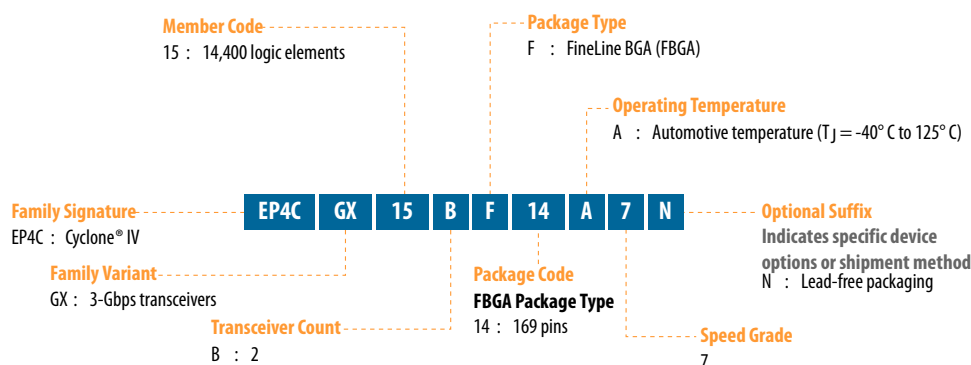 Member Code
15 : 14,400 logic elements
Package Type
F : FineLine BGA (FBGA)
Operating Temperature
A : Automotive temperature (TJ = -40° C to 125° C)
EP4C GX 15 B F 14 A 7 N
Family Signature
EP4C : Cyclone® IV
Family Variant
GX : 3-Gbps transceivers
Transceiver Count
B : 2
Package Code
FBGA Package Type
14 : 169 pins
Speed Grade
7
Optional Suffix
Indicates specific device
options or shipment method
N : Lead-free packaging